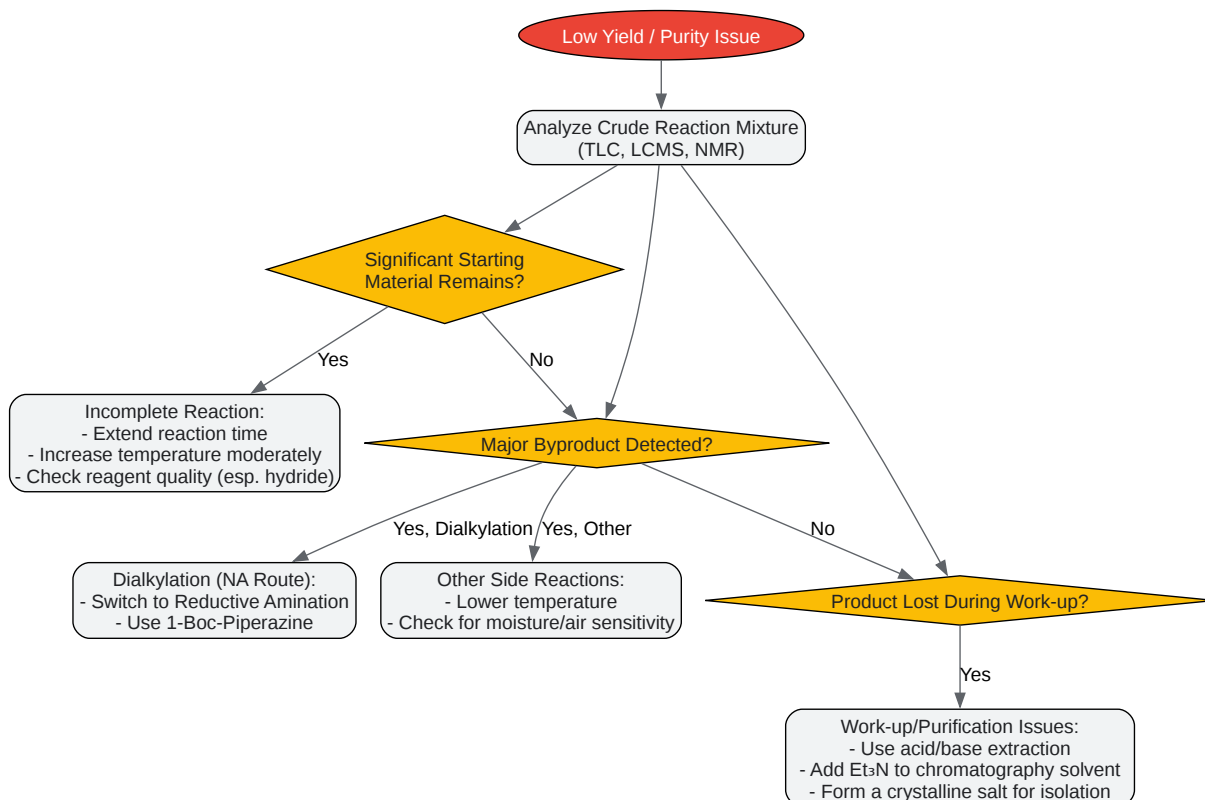 Low Yield / Purity Issue
Analyze Crude Reaction Mixture
(TLC, LCMS, NMR)
Significant Starting
Material Remains?
Yes
No
Incomplete Reaction:
- Extend reaction time
- Increase temperature moderately
- Check reagent quality (esp. hydride)
Major Byproduct Detected?
Yes, Dialkylation
Yes, Other
No
Dialkylation (NA Route):
- Switch to Reductive Amination
- Use 1-Boc-Piperazine
Other Side Reactions:
- Lower temperature
- Check for moisture/air sensitivity
Product Lost During Work-up?
Yes
Work-up/Purification Issues:
- Use acid/base extraction
- Add Et₃N to chromatography solvent
- Form a crystalline salt for isolation